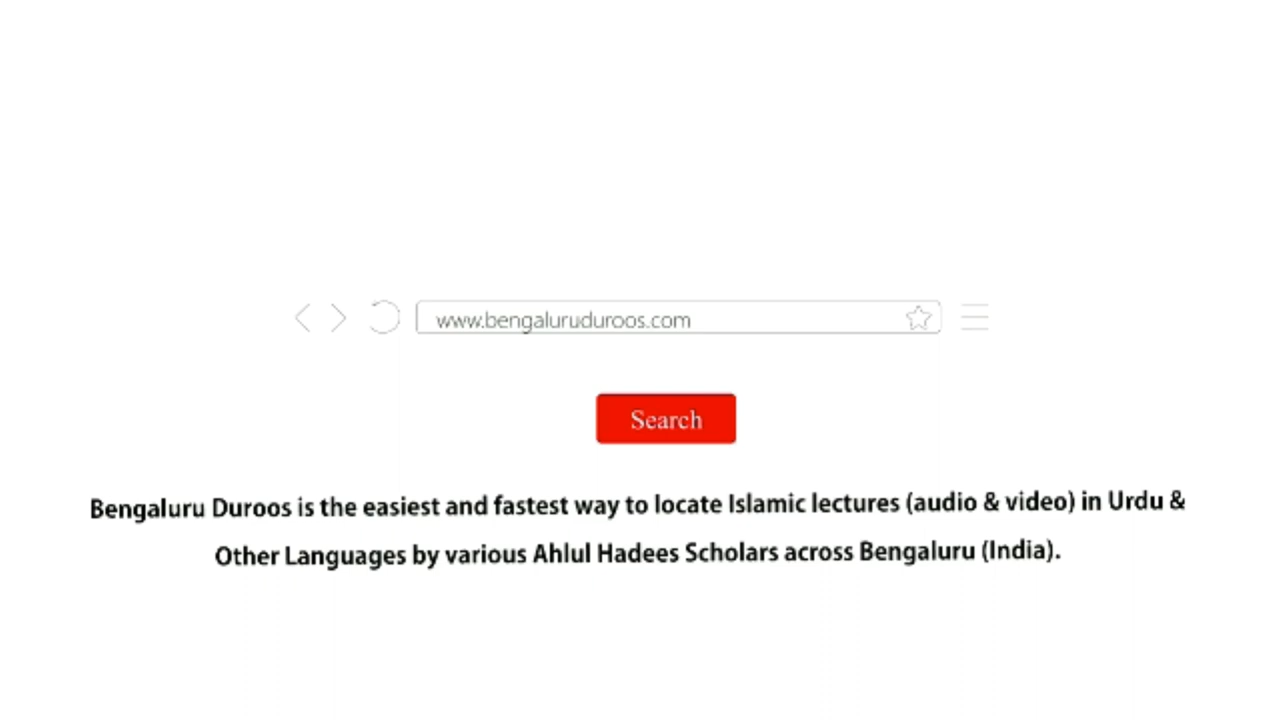 www.bengaluruduroos.com
Search
Bengaluru Duroos is the easiest and fastest way to locate Islamic lectures (audio & video) in Urdu &
Other Languages by various Ahlul Hadees Scholars across Bengaluru (India).